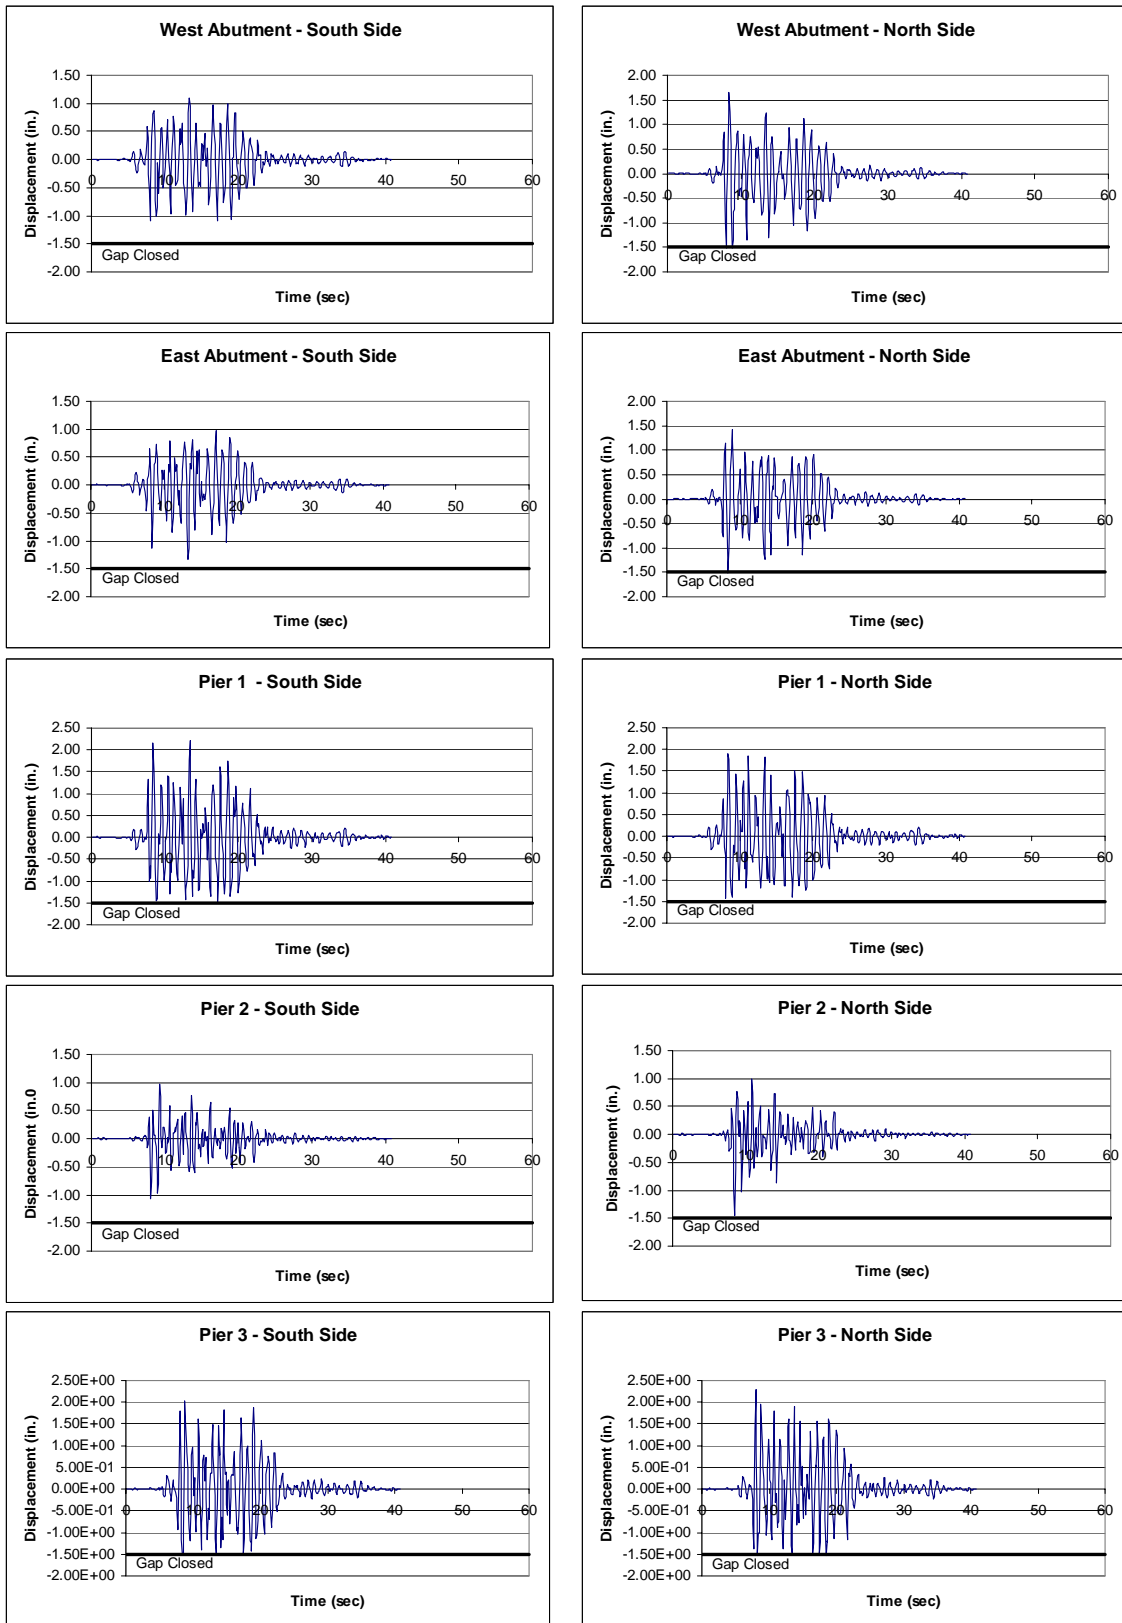 West Abutment - South Side
1.50
1.00
0.50
0.00
-0.50
-1.00
-1.50
-2.00
0 10 20 30 40 50 60
Displacement (in.)
Gap Closed
Time (sec)
West Abutment - North Side
2.00
1.50
1.00
0.50
0.00
-0.50
-1.00
-1.50
-2.00
0 10 20 30 40 50 60
Displacement (in.)
Gap Closed
Time (sec)
East Abutment - South Side
1.50
1.00
0.50
0.00
-0.50
-1.00
-1.50
-2.00
0 10 20 30 40 50 60
Displacement (in.)
Gap Closed
Time (sec)
East Abutment - North Side
2.00
1.50
1.00
0.50
0.00
-0.50
-1.00
-1.50
-2.00
0 10 20 30 40 50 60
Displacement (in.)
Gap Closed
Time (sec)
Pier 1 - South Side
2.50
2.00
1.50
1.00
0.50
0.00
-0.50
-1.00
-1.50
-2.00
0 10 20 30 40 50 60
Displacement (in.)
Gap Closed
Time (sec)
Pier 1 - North Side
2.50
2.00
1.50
1.00
0.50
0.00
-0.50
-1.00
-1.50
-2.00
0 10 20 30 40 50 60
Displacement (in.)
Gap Closed
Time (sec)
Pier 2 - South Side
1.50
1.00
0.50
0.00
-0.50
-1.00
-1.50
-2.00
0 10 20 30 40 50 60
Displacement (in.0
Gap Closed
Time (sec)
Pier 2 - North Side
1.50
1.00
0.50
0.00
-0.50
-1.00
-1.50
-2.00
0 10 20 30 40 50 60
Displacement (in.)
Gap Closed
Time (sec)
Pier 3 - South Side
2.50E+00
2.00E+00
1.50E+00
1.00E+00
5.00E-01
0.00E+00
-5.00E-01
-1.00E+00
-1.50E+00
-2.00E+00
0 10 20 30 40 50 60
Displacement (in.)
Gap Closed
Time (sec)
Pier 3 - North Side
2.50E+00
2.00E+00
1.50E+00
1.00E+00
5.00E-01
0.00E+00
-5.00E-01
-1.00E+00
-1.50E+00
-2.00E+00
0 10 20 30 40 50 60
Displacement (in.)
Gap Closed
Time (sec)